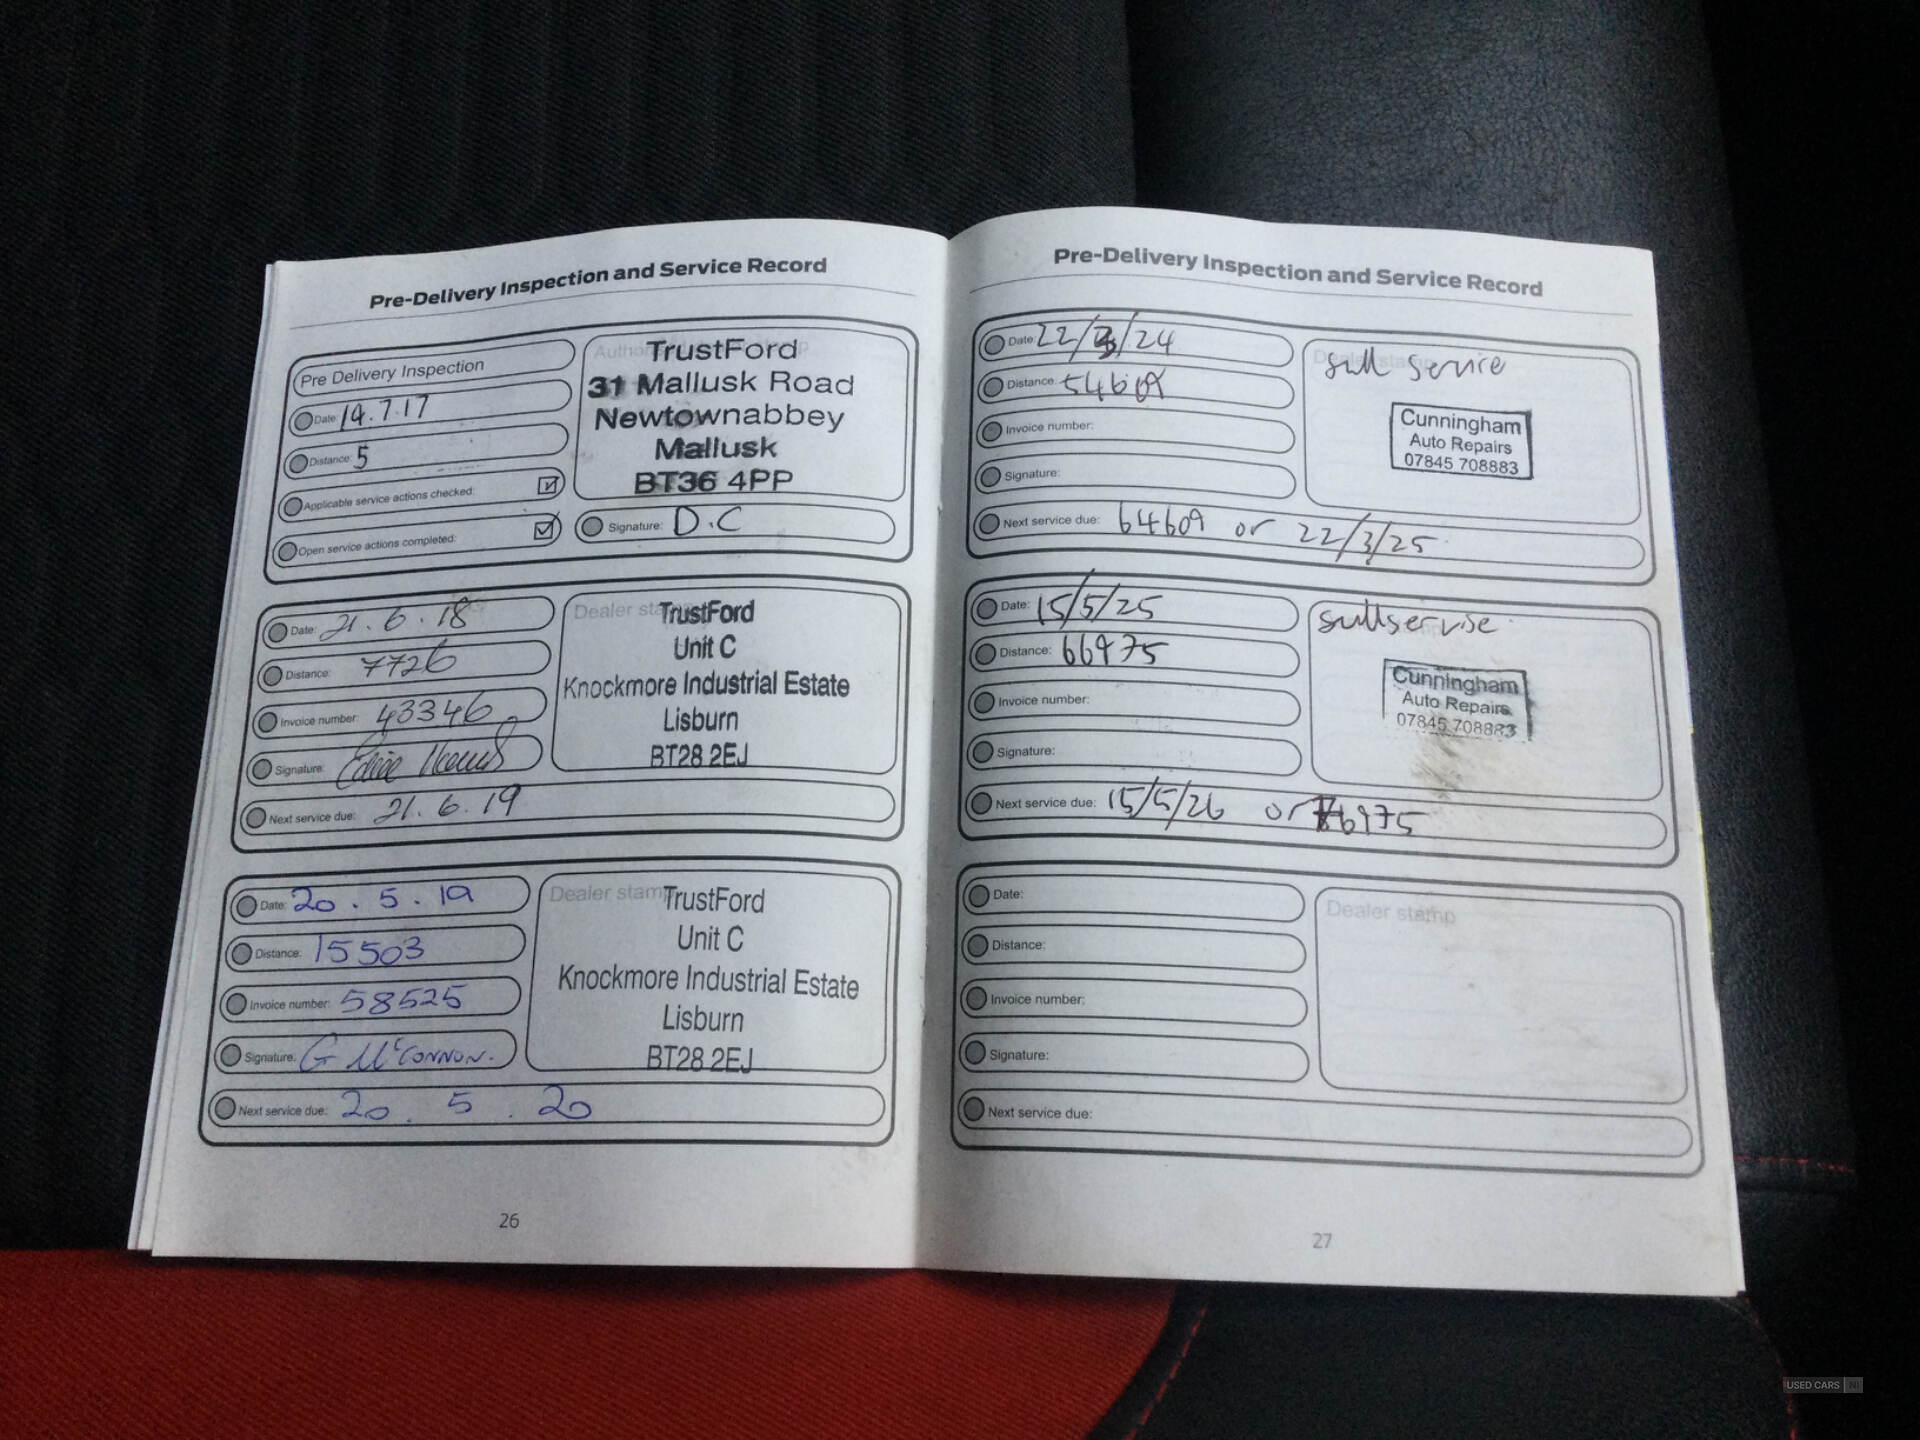 Pre-Delivery Inspection and Service Record
Pre Delivery Inspection
Date: 19.7.17
Distance: 5
Applicable service actions checked:
Open service actions completed:
TrustFord
31 Mallusk Road
Newtownabbey
Mallusk
BT36 4PP
Signature: D.C
Date: 21.6.18
Distance: 7726
Invoice number: 43346
Signature:
Next service due: 21.6.19
Dealer stamp
TrustFord
Unit C
Knockmore Industrial Estate
Lisburn
BT28 2EJ
Date: 20.5.19
Distance: 15503
Invoice number: 58525
Signature: G McConnon.
Next service due: 20.5.20
Dealer stamp
TrustFord
Unit C
Knockmore Industrial Estate
Lisburn
BT28 2EJ
26
Pre-Delivery Inspection and Service Record
Date: 22/3/24
Distance: 54609
Invoice number:
Signature:
Next service due: 64609 or 22/3/25
Dealer stamp
full service
Cunningham
Auto Repairs
07845 708883
Date: 15/5/25
Distance: 66975
Invoice number:
Signature:
Next service due: 15/5/26 or 76975
full servise
Cunningham
Auto Repairs
07845 708883
Date:
Distance:
Invoice number:
Signature:
Next service due:
Dealer stamp
27
USED CARS NI